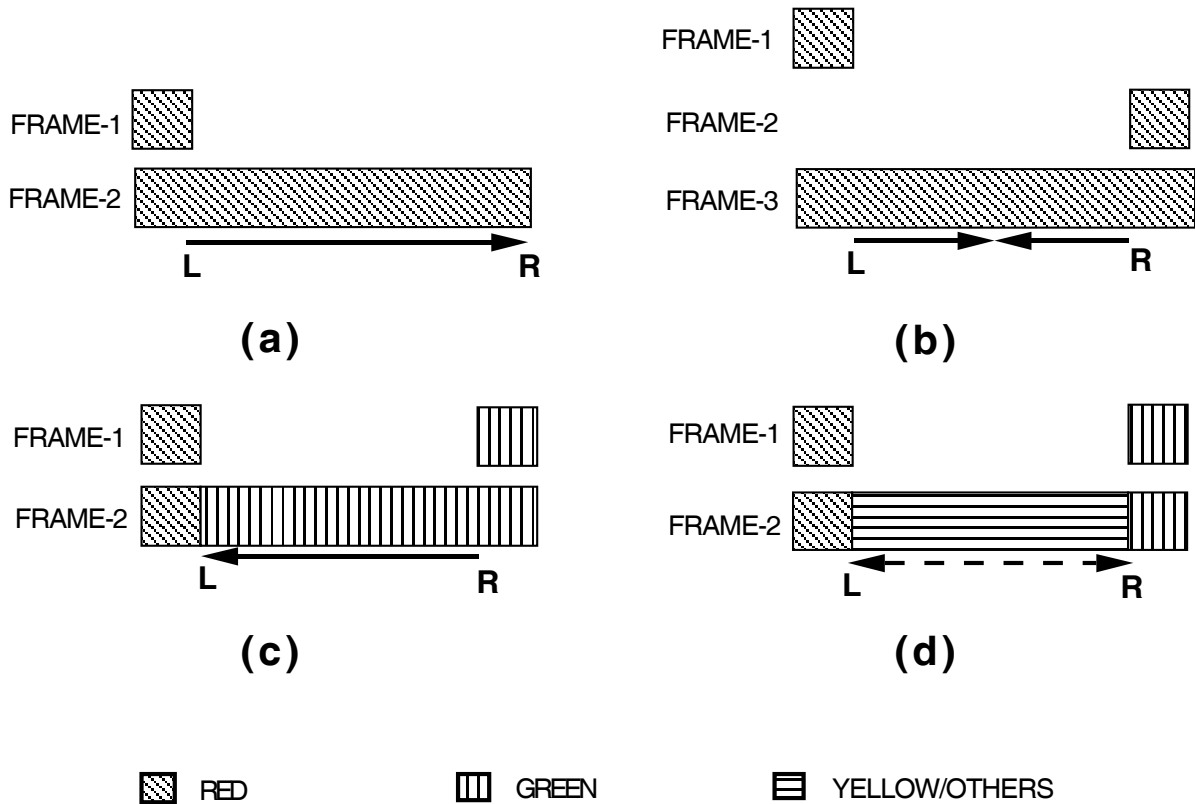 FRAME-1
FRAME-2
L R
(a)
FRAME-1
FRAME-2
FRAME-3
L R
(b)
FRAME-1
FRAME-2
L R
(c)
FRAME-1
FRAME-2
L R
(d)
RED GREEN YELLOW/OTHERS